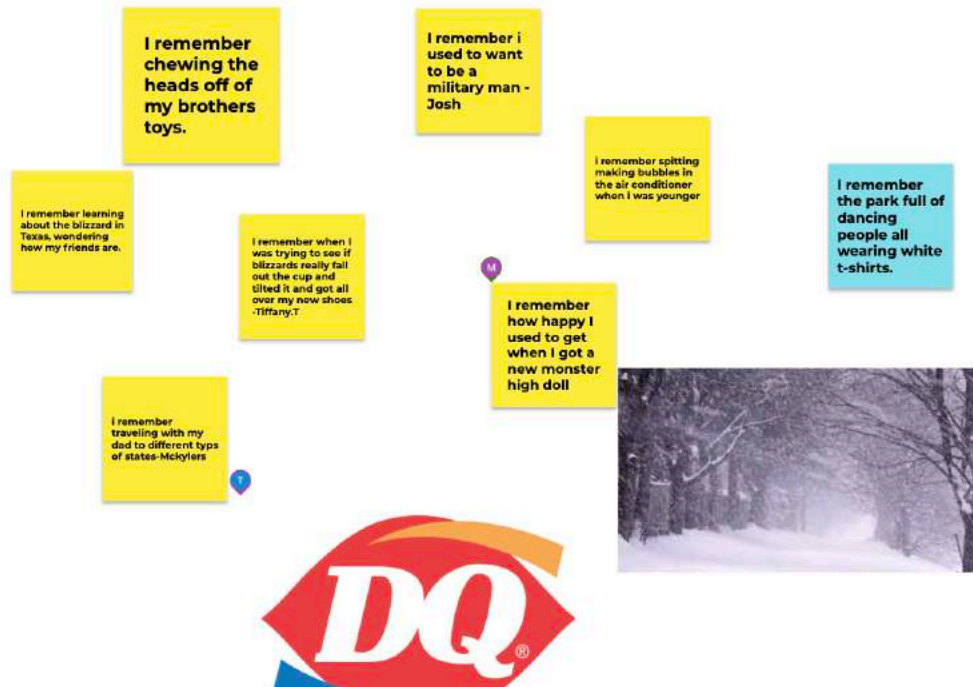 I remember
chewing the
heads off of
my brothers
toys.
I remember i
used to want
to be a
military man -
Josh
i remember spitting
making bubbles in
the air conditioner
when i was younger
I remember
the park full of
dancing
people all
wearing white
t-shirts.
I remember learning
about the blizzard in
Texas, wondering
how my friends are.
I remember when I
was trying to see if
blizzards really fall
out the cup and
tilted it and got all
over my new shoes
-Tiffany.T
M
I remember
how happy I
used to get
when I got a
new monster
high doll
i remember
traveling with my
dad to different typs
of states-Mckylers
T
DQ
®